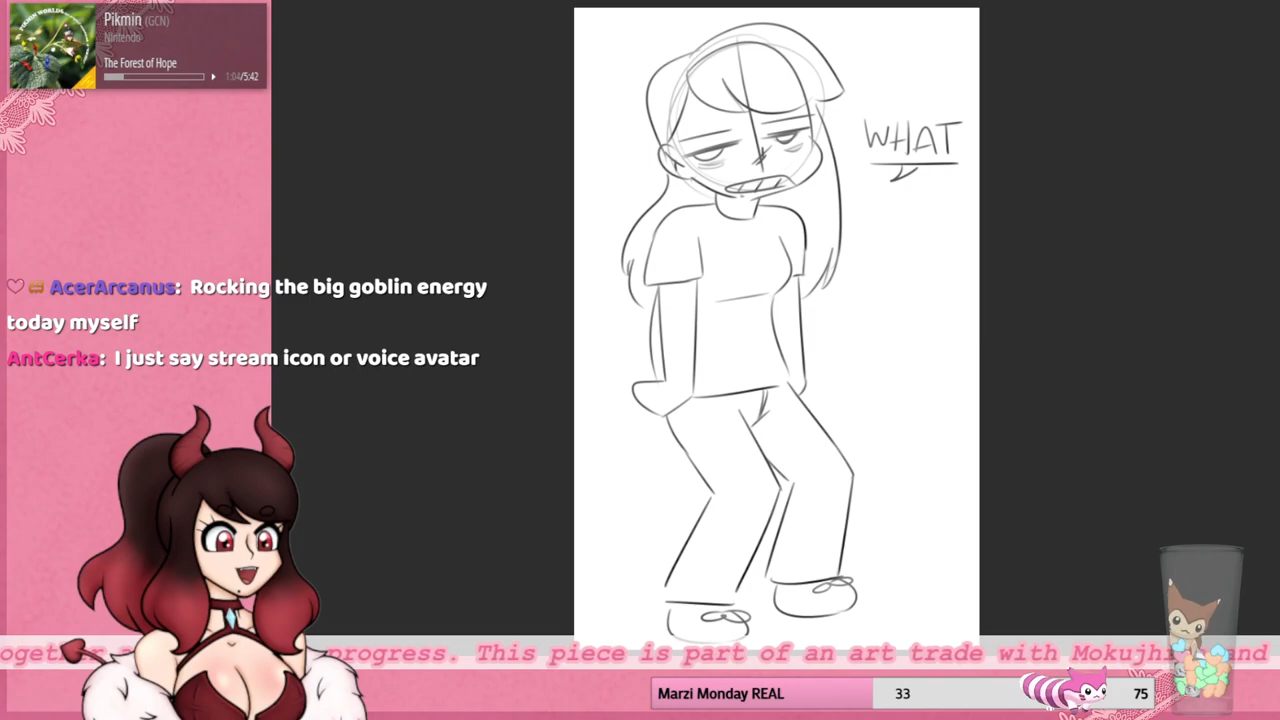 Pikmin (GCN)
Nintendo
The Forest of Hope
1:04/5:42
WHAT
AcerArcanus: Rocking the big goblin energy
today myself
AntCerka: I just say stream icon or voice avatar
progress. This piece is part of an art trade with Mokujhi and
Marzi Monday REAL 33 75